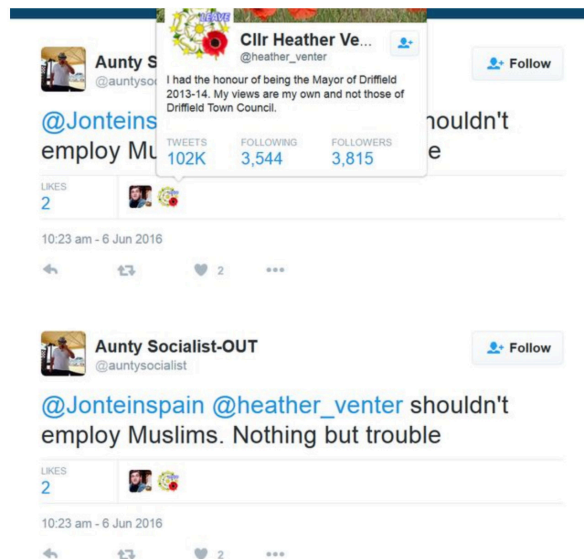 LEAVE
Cllr Heather Ve...
@heather_venter
I had the honour of being the Mayor of Driffield
2013-14. My views are my own and not those of
Driffield Town Council.
TWEETS FOLLOWING FOLLOWERS
102K 3,544 3,815
Aunty S
@auntysoc
Follow
@Jonteins houldn't
employ Mu e
LIKES
2
10:23 am - 6 Jun 2016
2
Aunty Socialist-OUT
@auntysocialist
Follow
@Jonteinspain @heather_venter shouldn't
employ Muslims. Nothing but trouble
LIKES
2
10:23 am - 6 Jun 2016
2